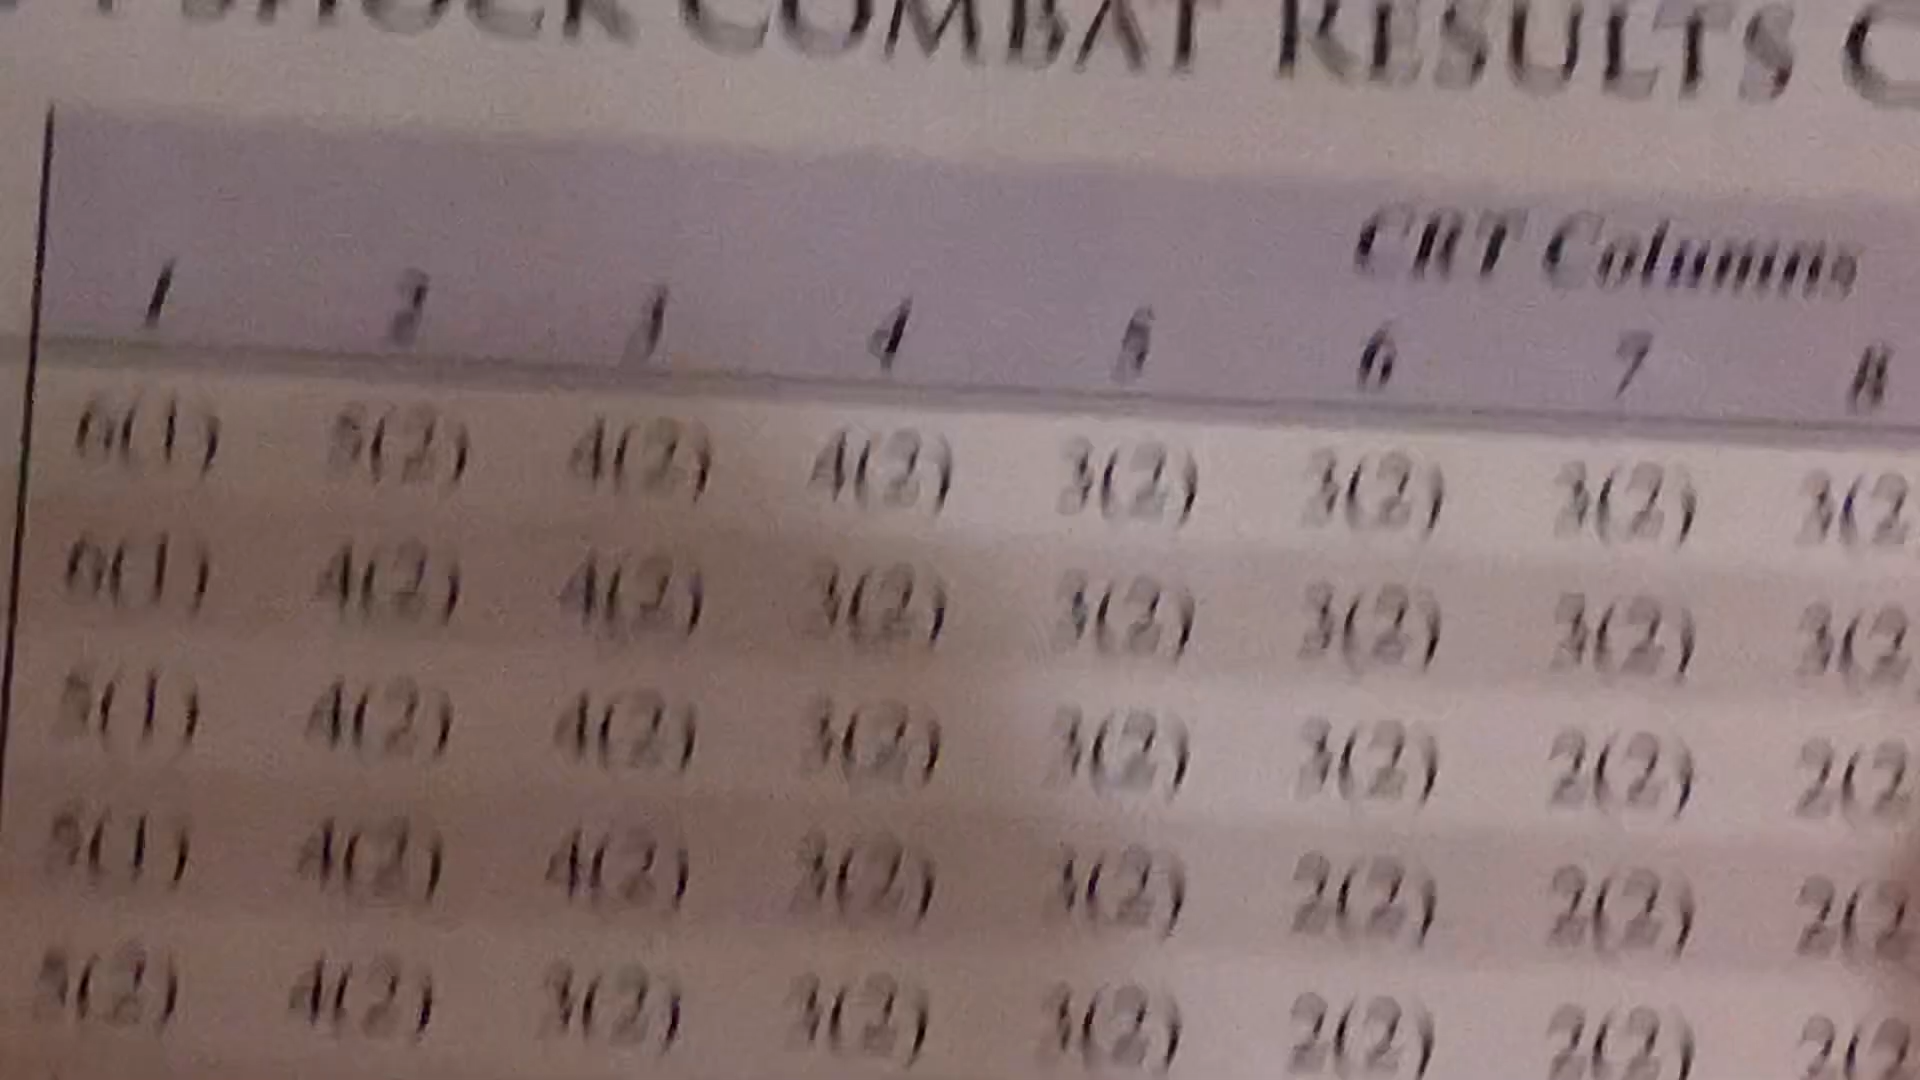 SHOCK COMBAT RESULTS
CRT Columns
1 2 3 4 5 6 7 8
6(1) 5(2) 4(2) 4(2) 3(2) 3(2) 3(2) 3(2
6(1) 4(2) 4(2) 3(2) 3(2) 3(2) 3(2) 3(2
5(1) 4(2) 4(2) 3(2) 3(2) 3(2) 2(2) 2(2
5(1) 4(2) 4(2) 3(2) 3(2) 2(2) 2(2) 2(2
5(2) 4(2) 3(2) 3(2) 3(2) 2(2) 2(2) 2(2